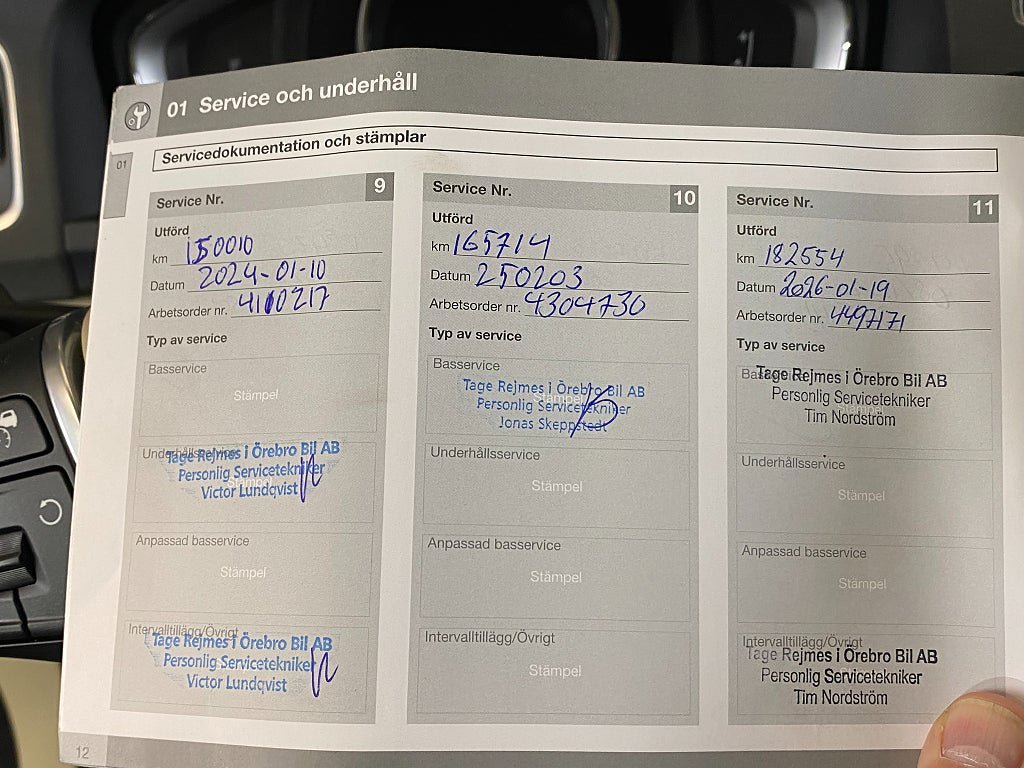 01 Service och underhåll
01
Servicedokumentation och stämplar
Service Nr. 9
Utförd
km 150010
Datum 2024-01-10
Arbetsorder nr. 4110217
Typ av service
Basservice
Stämpel
Underhållsservice
Tage Rejmes i Örebro Bil AB
Personlig Servicetekniker
Stämpel
Victor Lundqvist
Anpassad basservice
Stämpel
Intervalltillägg/Övrigt
Tage Rejmes i Örebro Bil AB
Personlig Servicetekniker
Victor Lundqvist
Service Nr. 10
Utförd
km 165714
Datum 250203
Arbetsorder nr. 4304730
Typ av service
Basservice
Tage Rejmes i Örebro Bil AB
Stämpel
Personlig Servicetekniker
Jonas Skeppstedt
Underhållsservice
Stämpel
Anpassad basservice
Stämpel
Intervalltillägg/Övrigt
Stämpel
Service Nr. 11
Utförd
km 182554
Datum 2026-01-19
Arbetsorder nr. 4497171
Typ av service
Basservice
Tage Rejmes i Örebro Bil AB
Personlig Servicetekniker
Tim Nordström
Underhållsservice
Stämpel
Anpassad basservice
Stämpel
Intervalltillägg/Övrigt
Tage Rejmes i Örebro Bil AB
Personlig Servicetekniker
Tim Nordström
12